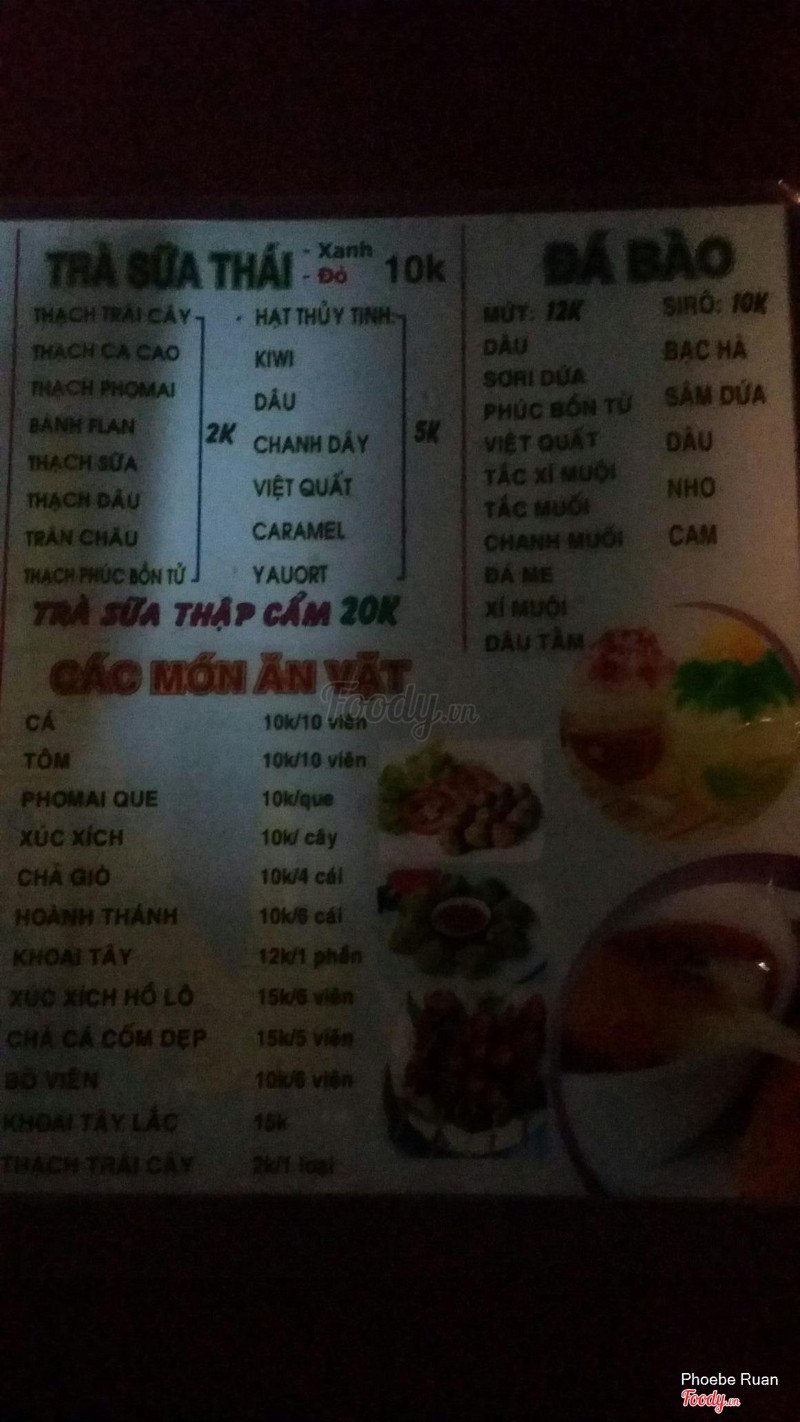 TRÀ SỮA THÁI - Xanh - Đỏ 10k
THẠCH TRÁI CÂY
THẠCH CA CAO
THẠCH PHOMAI
BÁNH FLAN
THẠCH SỮA
THẠCH DÂU
TRÂN CHÂU
THẠCH PHÚC BỒN TỬ
2K
HẠT THỦY TINH:
KIWI
DÂU
CHANH DÂY
VIỆT QUẤT
CARAMEL
YAUORT
5K
TRÀ SỮA THẬP CẨM 20K
ĐÁ BÀO
MỨT: 12K
DÂU
SORI DỨA
PHÚC BỒN TỬ
VIỆT QUẤT
TẮC XÍ MUỘI
TẮC MUỐI
CHANH MUỐI
ĐÁ ME
XÍ MUỘI
DÂU TẰM
SIRÔ: 10K
BẠC HÀ
SÂM DỨA
DÂU
NHO
CAM
CÁC MÓN ĂN VẶT
CÁ 10k/10 viên
TÔM 10k/10 viên
PHOMAI QUE 10k/que
XÚC XÍCH 10k/ cây
CHẢ GIÒ 10k/4 cái
HOÀNH THÁNH 10k/6 cái
KHOAI TÂY 12k/1 phần
XÚC XÍCH HỒ LÔ 15k/6 viên
CHẢ CÁ CỐM DẸP 15k/5 viên
BÒ VIÊN 10k/6 viên
KHOAI TÂY LẮC 15k
THẠCH TRÁI CÂY 2k/1 loại
Foody.vn
Phoebe Ruan
Foody.vn